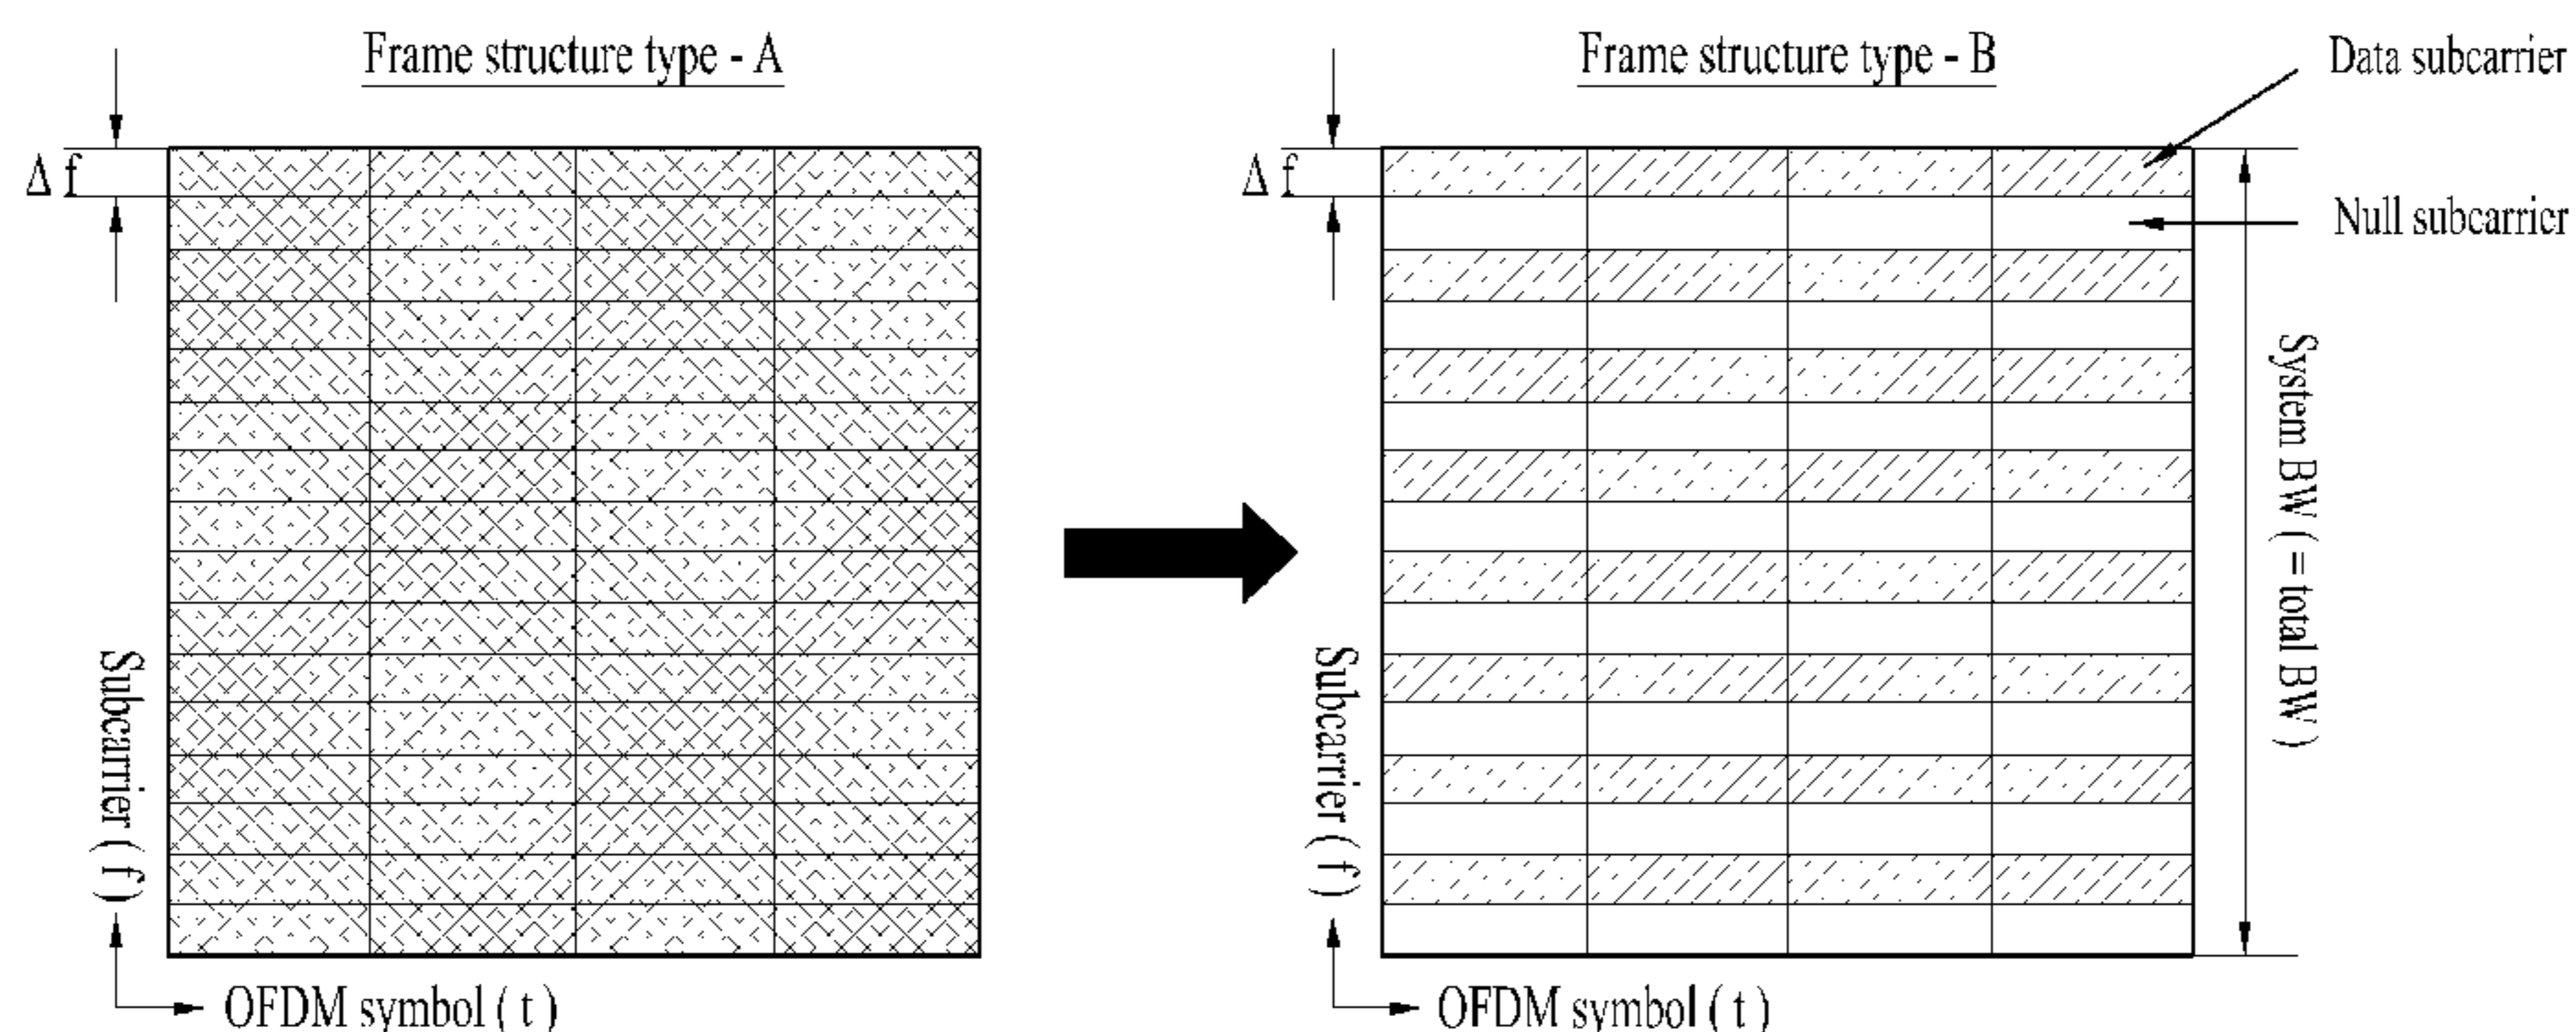 Frame structure type - A
Δ f
Subcarrier ( f )
OFDM symbol ( t )
Frame structure type - B
Δ f
Data subcarrier
Null subcarrier
System BW ( = total BW )
Subcarrier ( f )
OFDM symbol ( t )